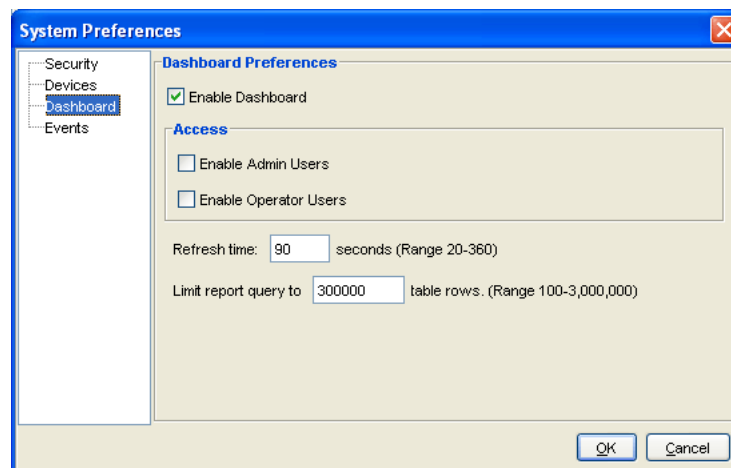 System Preferences
Security
Devices
Dashboard
Events
Dashboard Preferences
Enable Dashboard
Access
Enable Admin Users
Enable Operator Users
Refresh time: 90 seconds (Range 20-360)
Limit report query to 300000 table rows. (Range 100-3,000,000)
OK Cancel